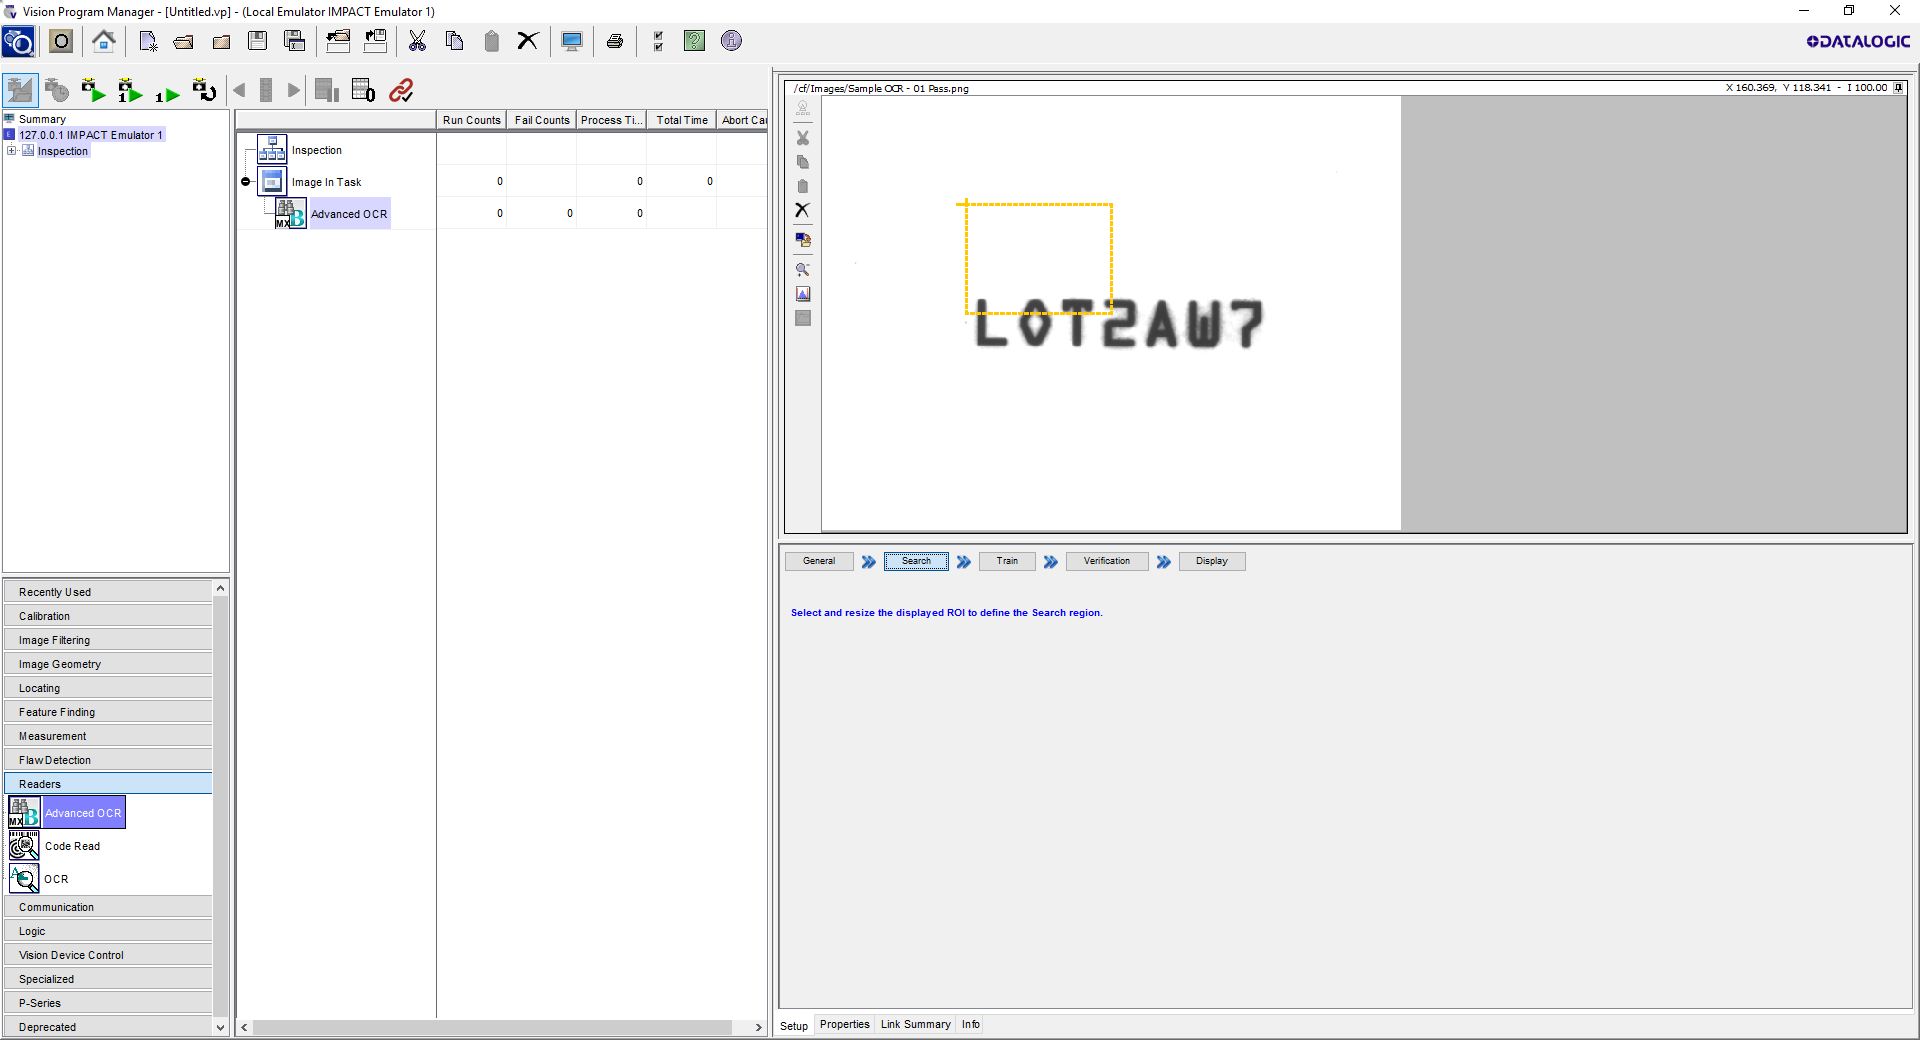 Vision Program Manager - [Untitled.vp] - (Local Emulator IMPACT Emulator 1)
DATALOGIC
Summary
127.0.0.1 IMPACT Emulator 1
Inspection
Recently Used
Calibration
Image Filtering
Image Geometry
Locating
Feature Finding
Measurement
Flaw Detection
Readers
Advanced OCR
Code Read
OCR
Communication
Logic
Vision Device Control
Specialized
P-Series
Deprecated
Run Counts Fail Counts Process Ti... Total Time Abort Cau
Inspection
Image In Task 0 0 0
Advanced OCR 0 0 0
/cf/Images/Sample OCR - 01 Pass.png X 160.369, Y 118.341 - I 100.00
LOT2AW7
General Search Train Verification Display
Select and resize the displayed ROI to define the Search region.
Setup Properties Link Summary Info